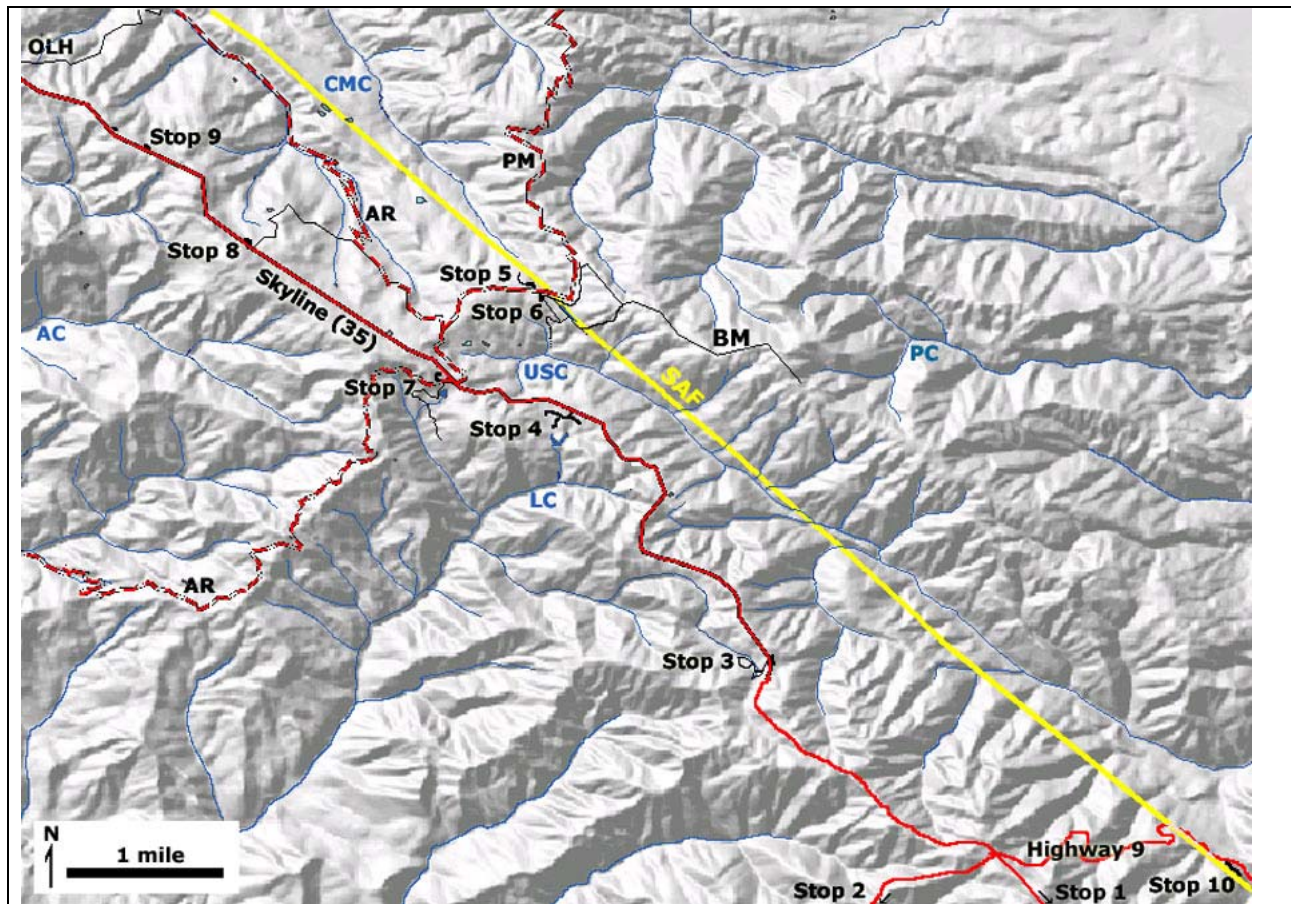 OLH
CMC
Stop 9
PM
AR
Stop 8
Stop 5
Skyline (35)
Stop 6
AC
BM
PC
USC
SAF
Stop 7
Stop 4
LC
AR
Stop 3
N
1 mile
Highway 9
Stop 2
Stop 1
Stop 10